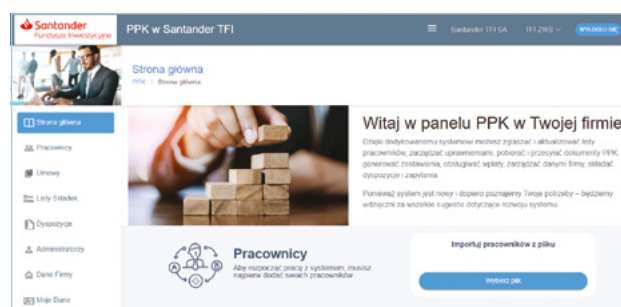 Santander
Fundusze Inwestycyjne
PPK w Santander TFI
Santander TFI SA
TFI ZWS
WYLOGUJ SIĘ
Strona główna
PPK > Strona główna
Strona główna
Pracownicy
Umowy
Listy Składek
Dyspozycje
Administratorzy
Dane Firmy
Moje Dane
Witaj w panelu PPK w Twojej firmie
Dzięki dedykowanemu systemowi możesz zgłaszać i aktualizować listy
pracowników, zarządzać uprawnieniami, pobierać i przesyłać dokumenty PPK,
generować zestawienia, obsługiwać wpłaty, zarządzać danymi firmy, składać
dyspozycje i zapytania.
Ponieważ system jest nowy i dopiero poznajemy Twoje potrzeby – będziemy
wdzięczni za wszelkie sugestie dotyczące rozwoju systemu.
Pracownicy
Aby rozpocząć pracę z systemem, musisz
najpierw dodać swoich pracowników
Importuj pracowników z pliku
Wybierz plik